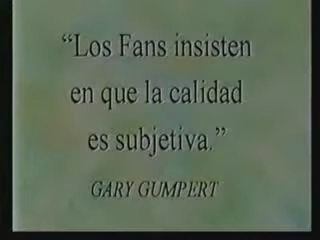 “Los Fans insisten
en que la calidad
es subjetiva.”
GARY GUMPERT